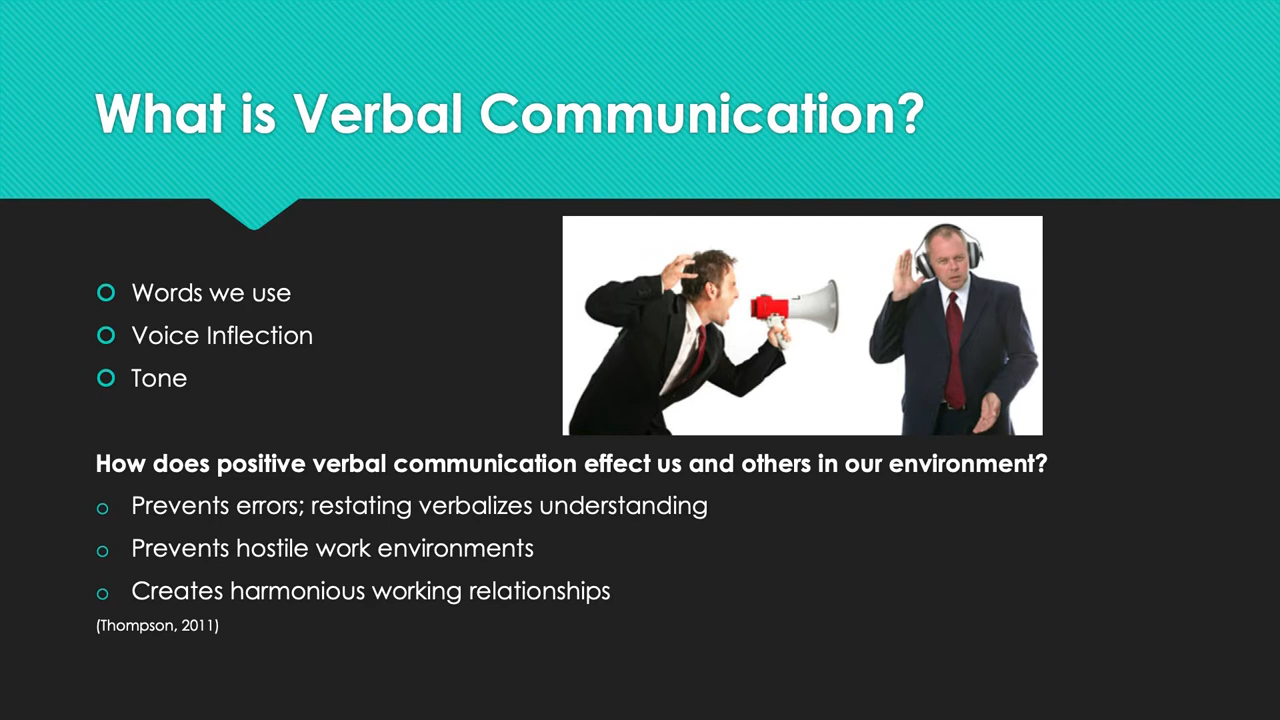 What is Verbal Communication?
Words we use
Voice Inflection
Tone
How does positive verbal communication effect us and others in our environment?
Prevents errors; restating verbalizes understanding
Prevents hostile work environments
Creates harmonious working relationships
(Thompson, 2011)